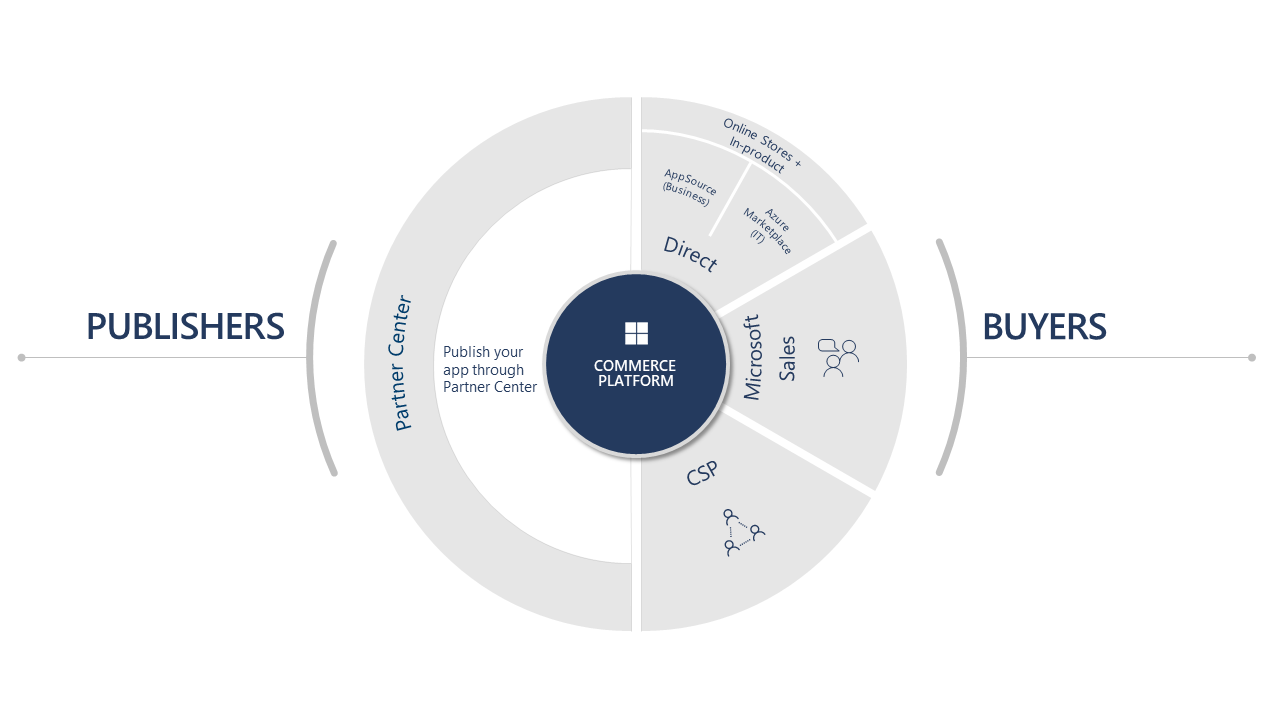 PUBLISHERS
Partner Center
Publish your
app through
Partner Center
COMMERCE
PLATFORM
Online Stores +
In-product
AppSource
(Business)
Azure
Marketplace
(IT)
Direct
Microsoft
Sales
CSP
BUYERS